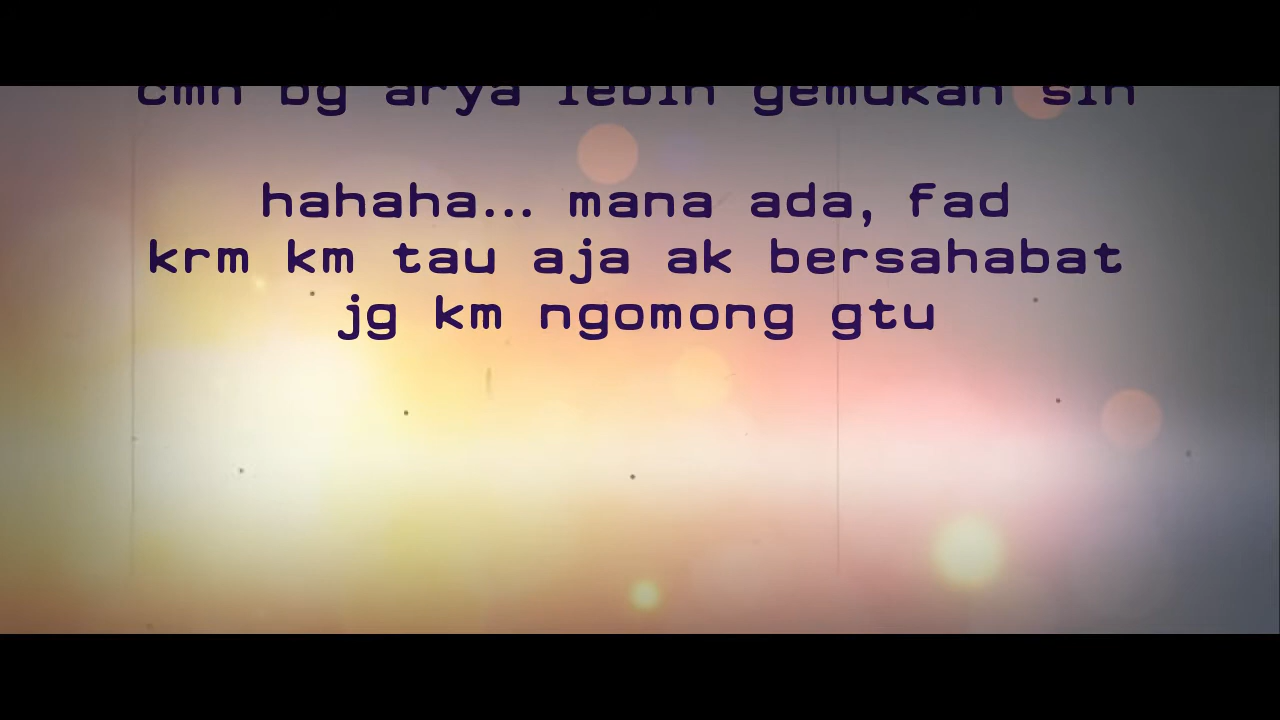 cmn bg arya lebih gemukan sih
hahaha... mana ada, fad
krm km tau aja ak bersahabat
jg km ngomong gtu